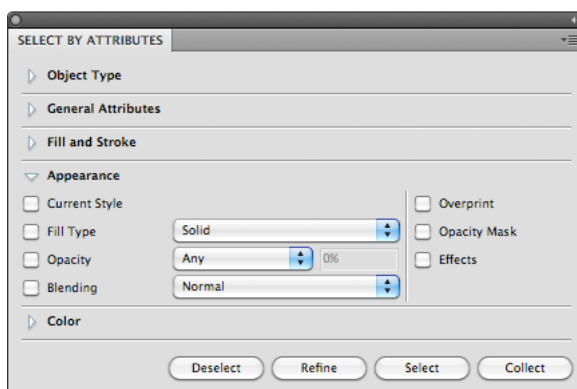 SELECT BY ATTRIBUTES
Object Type
General Attributes
Fill and Stroke
Appearance
Current Style
Overprint
Fill Type Solid Opacity Mask
Opacity Any 0% Effects
Blending Normal
Color
Deselect Refine Select Collect